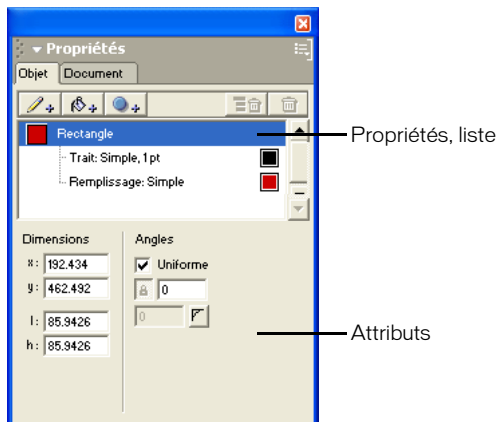 Propriétés
Objet Document
Rectangle
Trait: Simple, 1 pt
Remplissage: Simple
Propriétés, liste
Dimensions Angles
x: 192.434 Uniforme
y: 462.492 0
l: 85.9426 0
h: 85.9426
Attributs